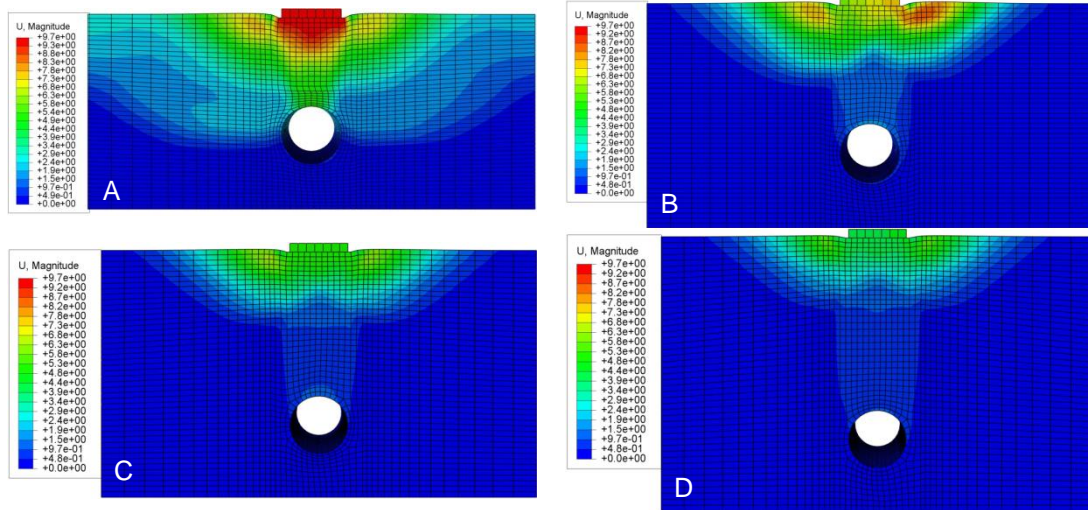 U, Magnitude
+9.7e+00
+9.3e+00
+8.8e+00
+8.3e+00
+7.8e+00
+7.3e+00
+6.8e+00
+6.3e+00
+5.8e+00
+5.4e+00
+4.9e+00
+4.4e+00
+3.9e+00
+3.4e+00
+2.9e+00
+2.4e+00
+1.9e+00
+1.5e+00
+9.7e-01
+4.9e-01
+0.0e+00
A
U, Magnitude
+9.7e+00
+9.2e+00
+8.7e+00
+8.2e+00
+7.8e+00
+7.3e+00
+6.8e+00
+6.3e+00
+5.8e+00
+5.3e+00
+4.8e+00
+4.4e+00
+3.9e+00
+3.4e+00
+2.9e+00
+2.4e+00
+1.9e+00
+1.5e+00
+9.7e-01
+4.8e-01
+0.0e+00
B
U, Magnitude
+9.7e+00
+9.2e+00
+8.7e+00
+8.2e+00
+7.8e+00
+7.3e+00
+6.8e+00
+6.3e+00
+5.8e+00
+5.3e+00
+4.8e+00
+4.4e+00
+3.9e+00
+3.4e+00
+2.9e+00
+2.4e+00
+1.9e+00
+1.5e+00
+9.7e-01
+4.8e-01
+0.0e+00
C
U, Magnitude
+9.7e+00
+9.2e+00
+8.7e+00
+8.2e+00
+7.8e+00
+7.3e+00
+6.8e+00
+6.3e+00
+5.8e+00
+5.3e+00
+4.8e+00
+4.4e+00
+3.9e+00
+3.4e+00
+2.9e+00
+2.4e+00
+1.9e+00
+1.5e+00
+9.7e-01
+4.8e-01
+0.0e+00
D